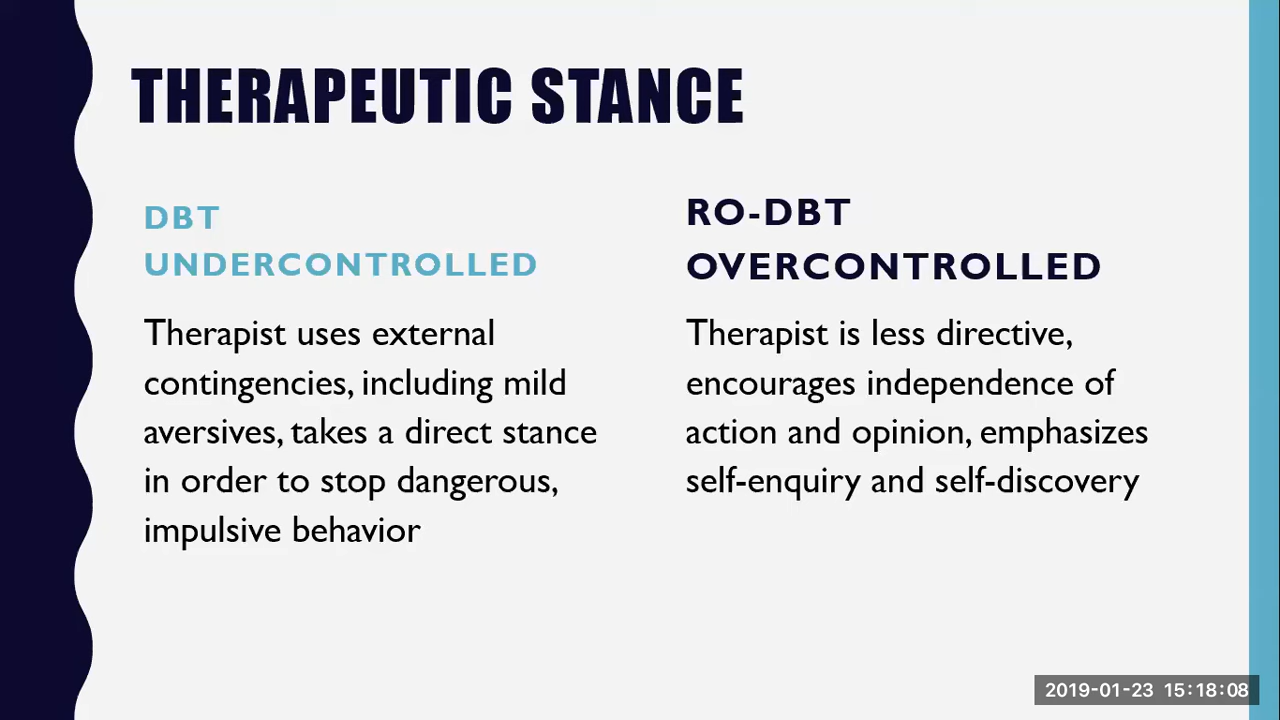 THERAPEUTIC STANCE
DBT
UNDERCONTROLLED
Therapist uses external
contingencies, including mild
aversives, takes a direct stance
in order to stop dangerous,
impulsive behavior
RO-DBT
OVERCONTROLLED
Therapist is less directive,
encourages independence of
action and opinion, emphasizes
self-enquiry and self-discovery
2019-01-23 15:18:08